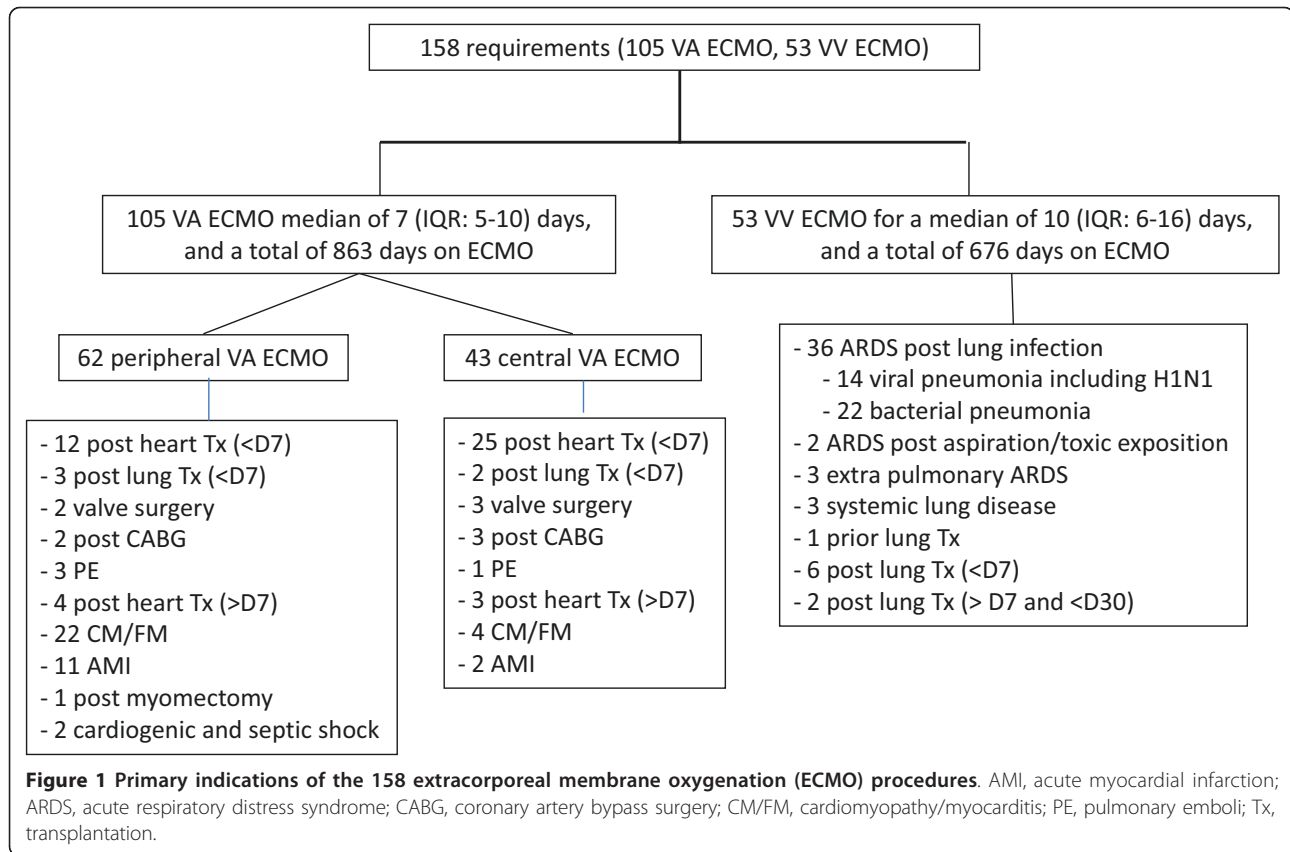 158 requirements (105 VA ECMO, 53 VV ECMO)
105 VA ECMO median of 7 (IQR: 5-10) days,
and a total of 863 days on ECMO
53 VV ECMO for a median of 10 (IQR: 6-16) days,
and a total of 676 days on ECMO
62 peripheral VA ECMO
43 central VA ECMO
- 12 post heart Tx (<D7)
- 3 post lung Tx (<D7)
- 2 valve surgery
- 2 post CABG
- 3 PE
- 4 post heart Tx (>D7)
- 22 CM/FM
- 11 AMI
- 1 post myomectomy
- 2 cardiogenic and septic shock
- 25 post heart Tx (<D7)
- 2 post lung Tx (<D7)
- 3 valve surgery
- 3 post CABG
- 1 PE
- 3 post heart Tx (>D7)
- 4 CM/FM
- 2 AMI
- 36 ARDS post lung infection
- 14 viral pneumonia including H1N1
- 22 bacterial pneumonia
- 2 ARDS post aspiration/toxic exposition
- 3 extra pulmonary ARDS
- 3 systemic lung disease
- 1 prior lung Tx
- 6 post lung Tx (<D7)
- 2 post lung Tx (> D7 and <D30)
Figure 1 Primary indications of the 158 extracorporeal membrane oxygenation (ECMO) procedures. AMI, acute myocardial infarction;
ARDS, acute respiratory distress syndrome; CABG, coronary artery bypass surgery; CM/FM, cardiomyopathy/myocarditis; PE, pulmonary emboli; Tx,
transplantation.